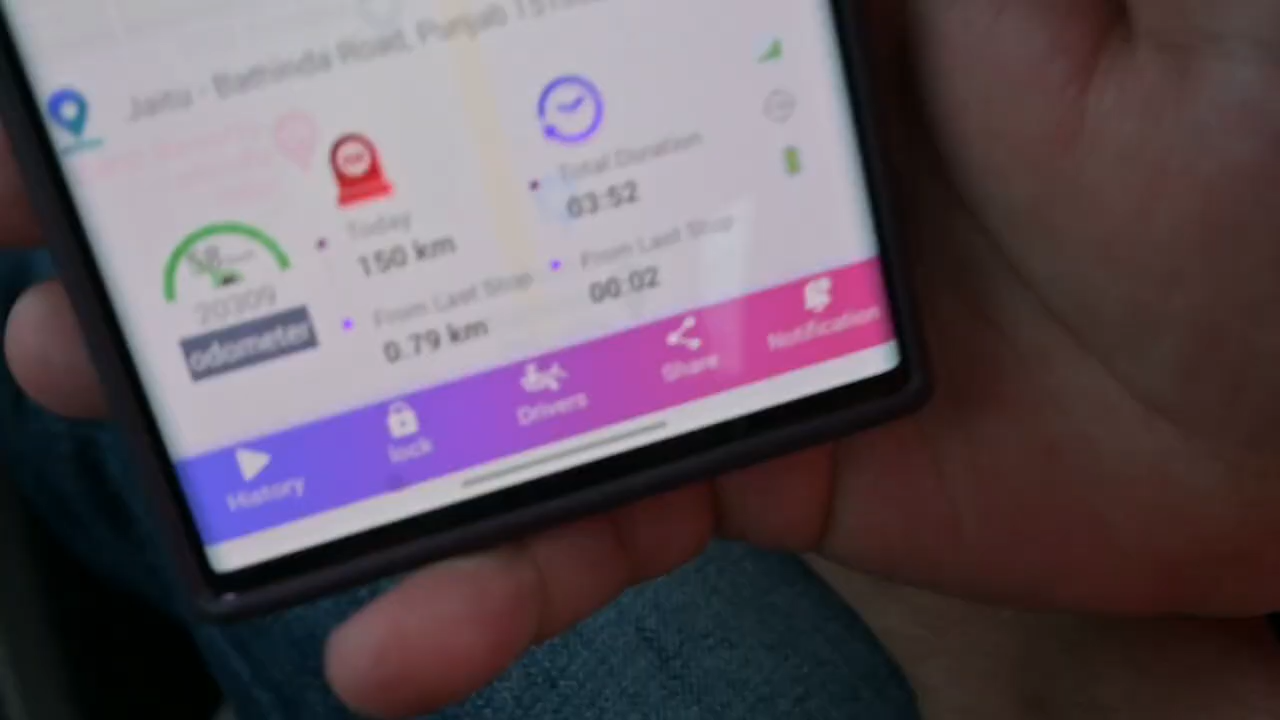 Jaitu - Bathinda Road, Punjab
Total Duration
03:52
Today
150 km
From Last Stop
00:02
From Last Stop
0.79 km
20309
odometer
History
lock
Drivers
Share
Notification